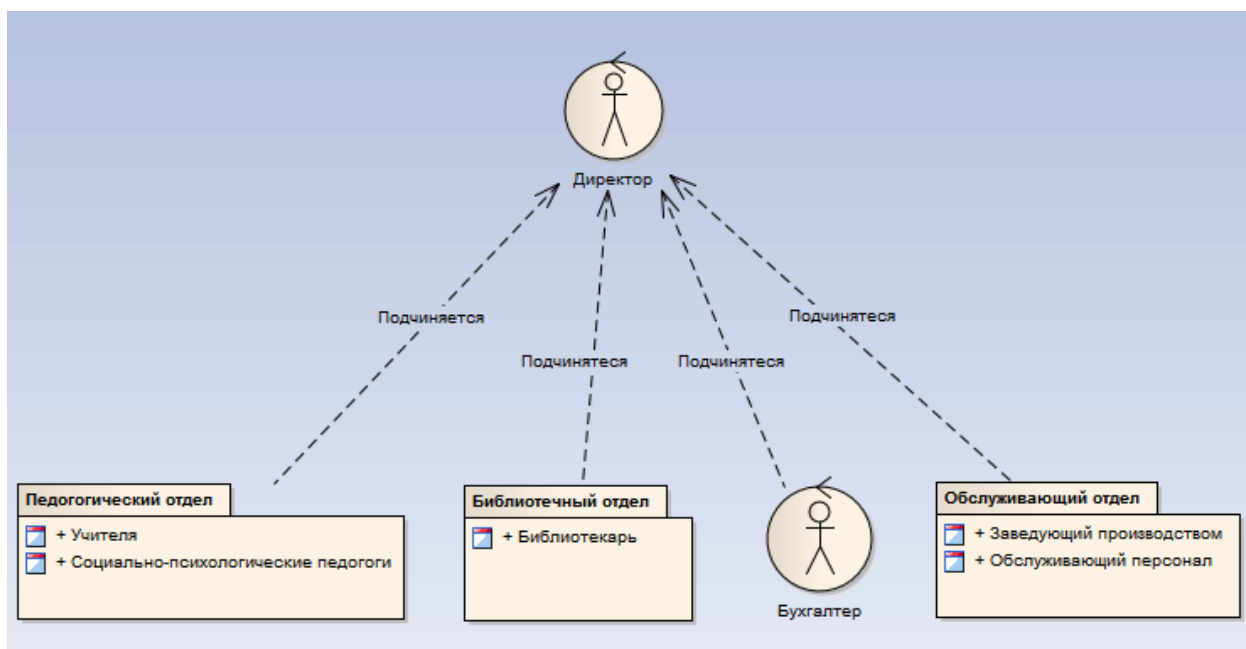 Директор
Подчиняется
Подчинятеся
Подчинятеся
Подчинятеся
Педогогический отдел
+ Учителя
+ Социально-психологические педогоги
Библиотечный отдел
+ Библиотекарь
Бухгалтер
Обслуживающий отдел
+ Заведующий производством
+ Обслуживающий персонал